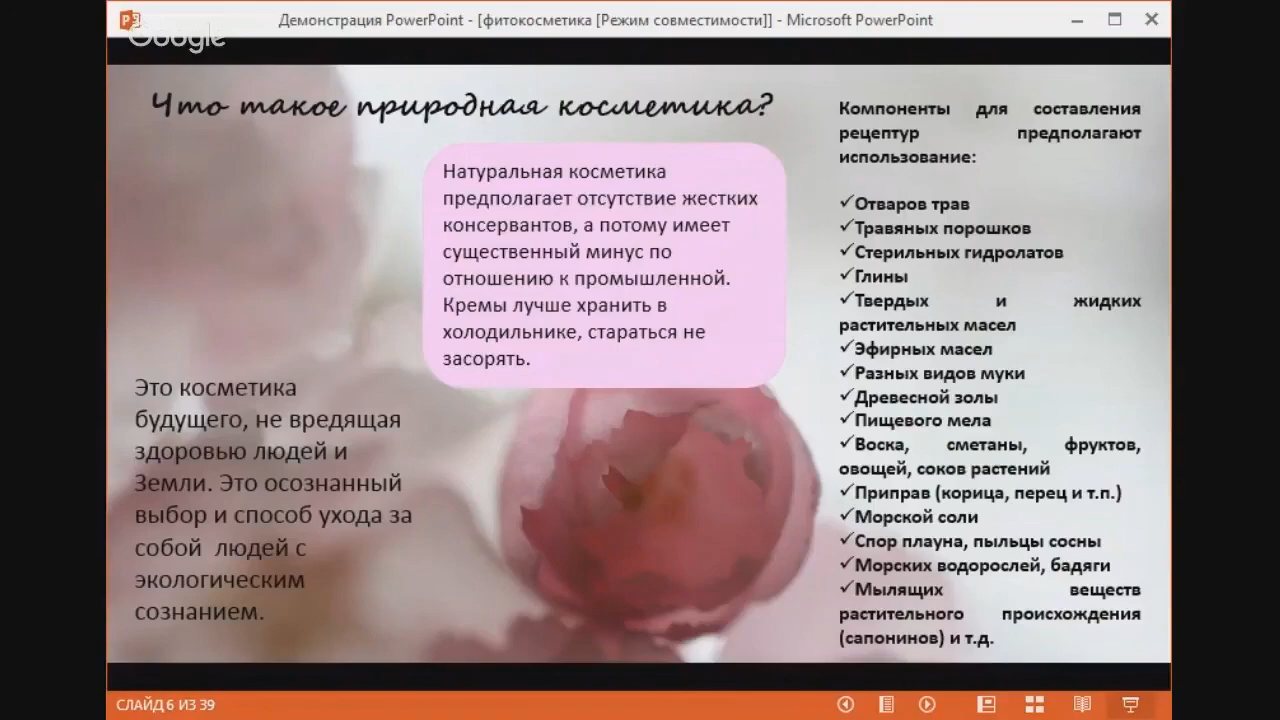 Демонстрация PowerPoint - [фитокосметика [Режим совместимости]] - Microsoft PowerPoint
Google
Что такое природная косметика?
Натуральная косметика
предполагает отсутствие жестких
консервантов, а потому имеет
существенный минус по
отношению к промышленной.
Кремы лучше хранить в
холодильнике, стараться не
засорять.
Это косметика
будущего, не вредящая
здоровью людей и
Земли. Это осознанный
выбор и способ ухода за
собой людей с
экологическим
сознанием.
Компоненты для составления
рецептур предполагают
использование:
✓Отваров трав
✓Травяных порошков
✓Стерильных гидролатов
✓Глины
✓Твердых и жидких
растительных масел
✓Эфирных масел
✓Разных видов муки
✓Древесной золы
✓Пищевого мела
✓Воска, сметаны, фруктов,
овощей, соков растений
✓Приправ (корица, перец и т.п.)
✓Морской соли
✓Спор плауна, пыльцы сосны
✓Морских водорослей, бадяги
✓Мылящих веществ
растительного происхождения
(сапонинов) и т.д.
СЛАЙД 6 ИЗ 39